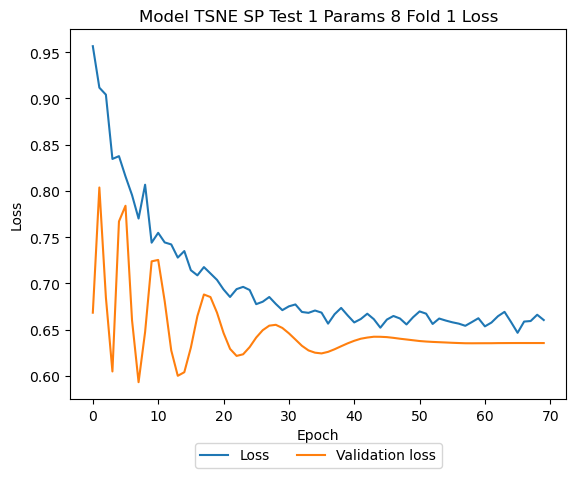 Model TSNE SP Test 1 Params 8 Fold 1 Loss
Loss
0.95
0.90
0.85
0.80
0.75
0.70
0.65
0.60
0 10 20 30 40 50 60 70
Epoch
Loss Validation loss